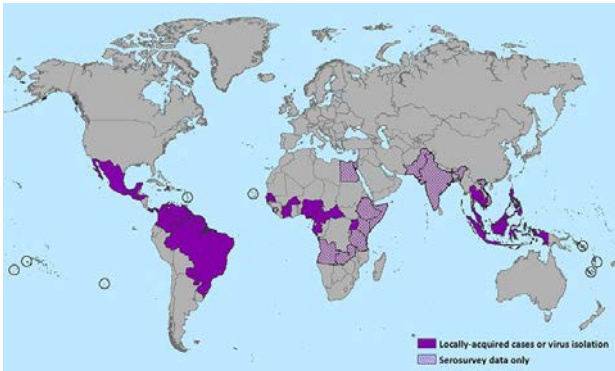 Locally-acquired cases or virus isolation
Serosurvey data only